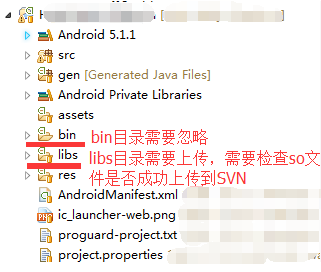 Android 5.1.1
src
gen [Generated Java Files]
Android Private Libraries
assets
bin bin目录需要忽略
libs libs目录需要上传，需要检查so文
res 件是否成功上传到SVN
AndroidManifest.xml
ic_launcher-web.png
proguard-project.txt
project.properties